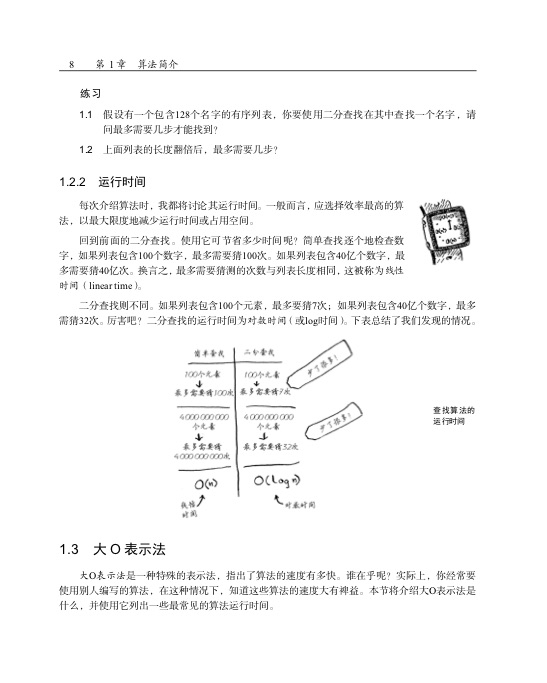 8 第 1 章 算法简介
练习
1.1 假设有一个包含128个名字的有序列表，你要使用二分查找在其中查找一个名字，请
问最多需要几步才能找到？
1.2 上面列表的长度翻倍后，最多需要几步？
1.2.2 运行时间
每次介绍算法时，我都将讨论其运行时间。一般而言，应选择效率最高的算
法，以最大限度地减少运行时间或占用空间。
回到前面的二分查找。使用它可节省多少时间呢？简单查找逐个地检查数
字，如果列表包含100个数字，最多需要猜100次。如果列表包含40亿个数字，最
多需要猜40亿次。换言之，最多需要猜测的次数与列表长度相同，这被称为线性
时间（linear time）。
二分查找则不同。如果列表包含100个元素，最多要猜7次；如果列表包含40亿个数字，最多
需猜32次。厉害吧？二分查找的运行时间为对数时间（或log时间）。下表总结了我们发现的情况。
简单查找 二分查找
100个元素 100个元素
最多需要猜100次 最多需要猜7次
少了很多！
4 000 000 000 4 000 000 000
个元素 个元素
最多需要猜 最多需要猜32次
4 000 000 000次
少了很多！
O(n) O(log n)
线性 对数时间
时间
查找算法的
运行时间
1.3 大 O 表示法
大O表示法是一种特殊的表示法，指出了算法的速度有多快。谁在乎呢？实际上，你经常要
使用别人编写的算法，在这种情况下，知道这些算法的速度大有裨益。本节将介绍大O表示法是
什么，并使用它列出一些最常见的算法运行时间。